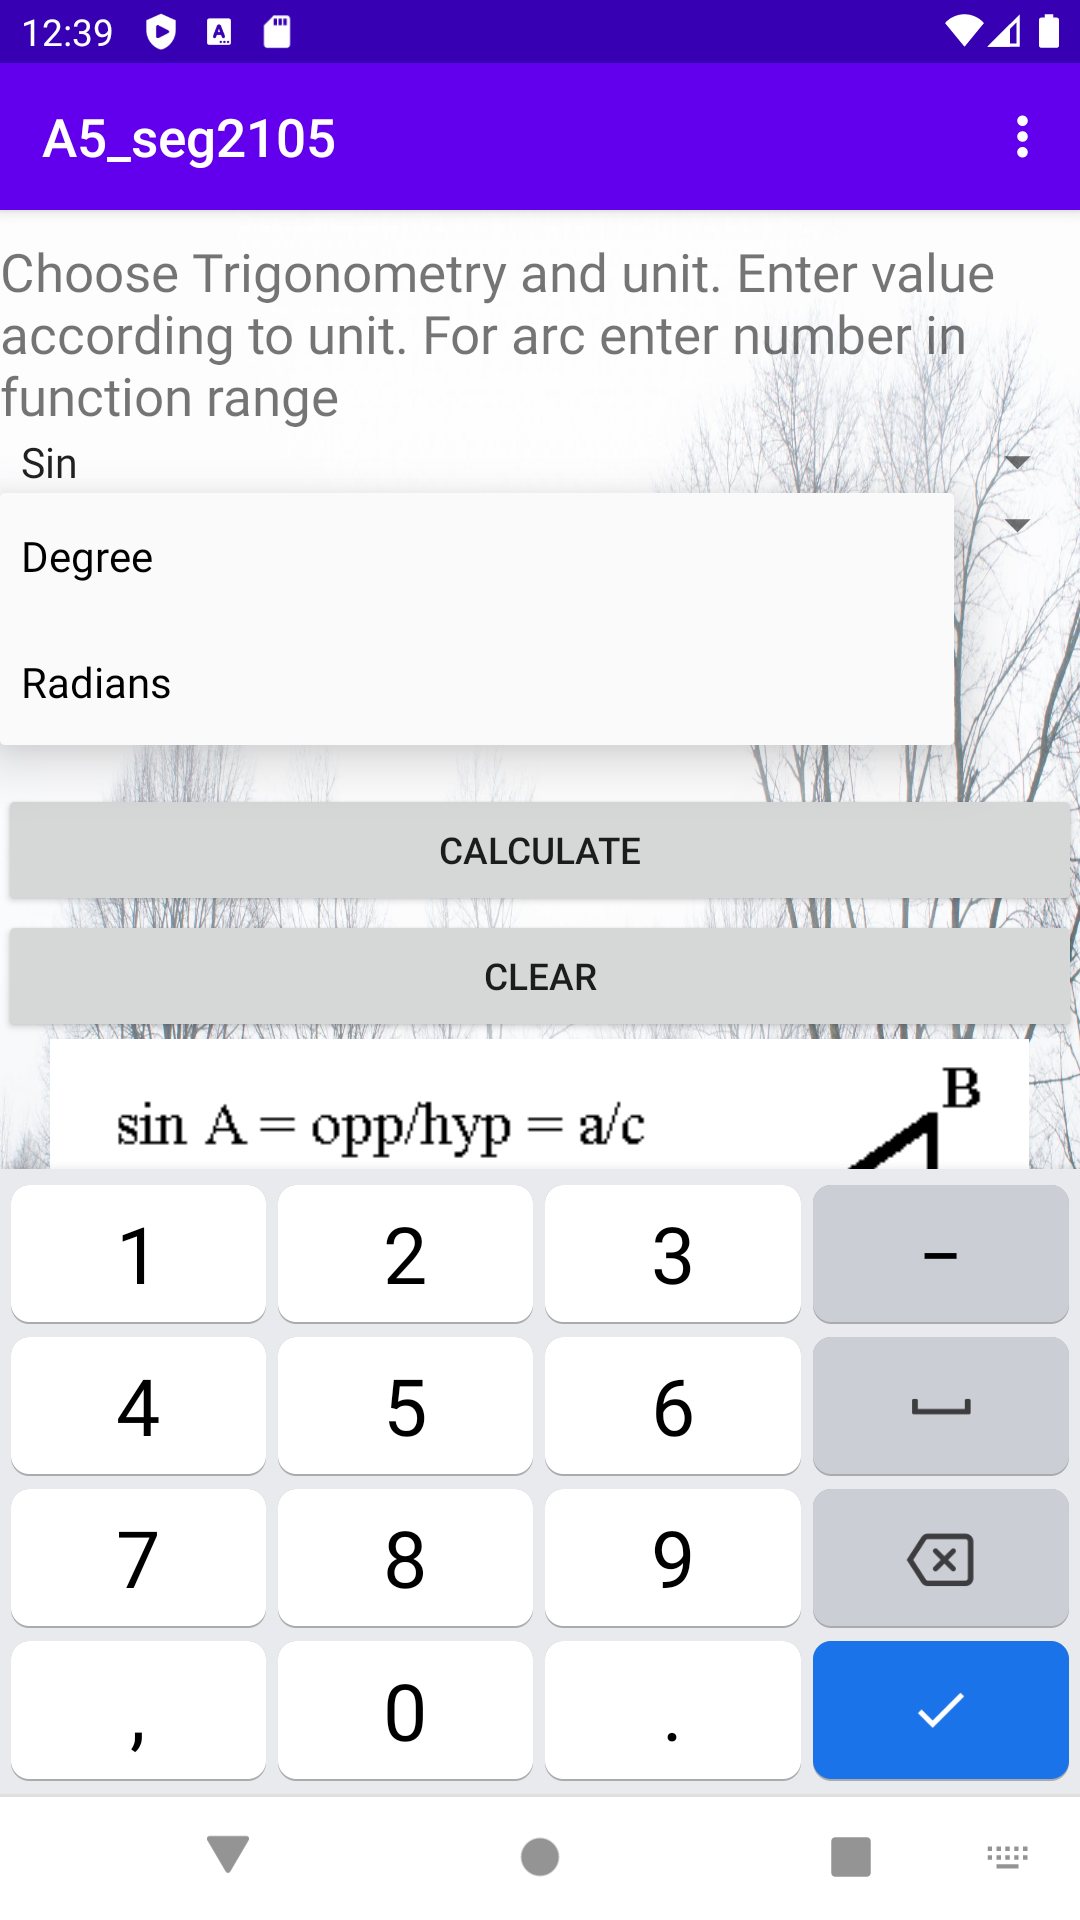 12:39
A5_seg2105
Choose Trigonometry and unit. Enter value
according to unit. For arc enter number in
function range
Sin
Degree
Radians
CALCULATE
CLEAR
B
sin A = opp/hyp = a/c
1 2 3 –
4 5 6
7 8 9
, 0 .